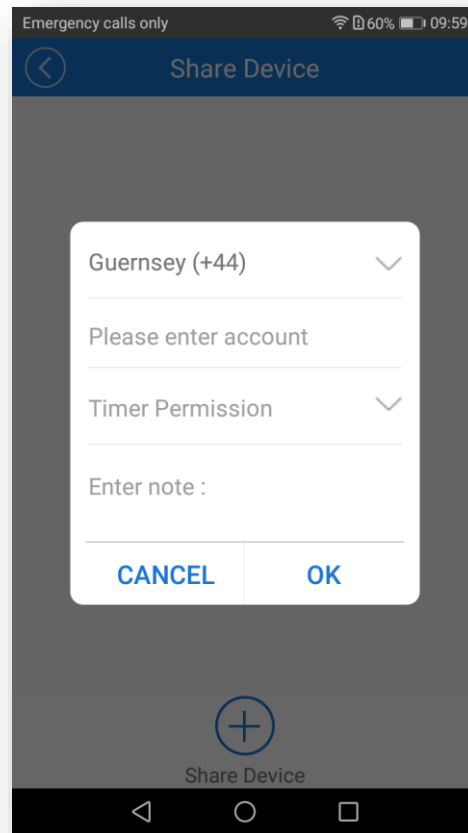 Emergency calls only 60% 09:59
Share Device
Guernsey (+44)
Please enter account
Timer Permission
Enter note :
CANCEL OK
Share Device